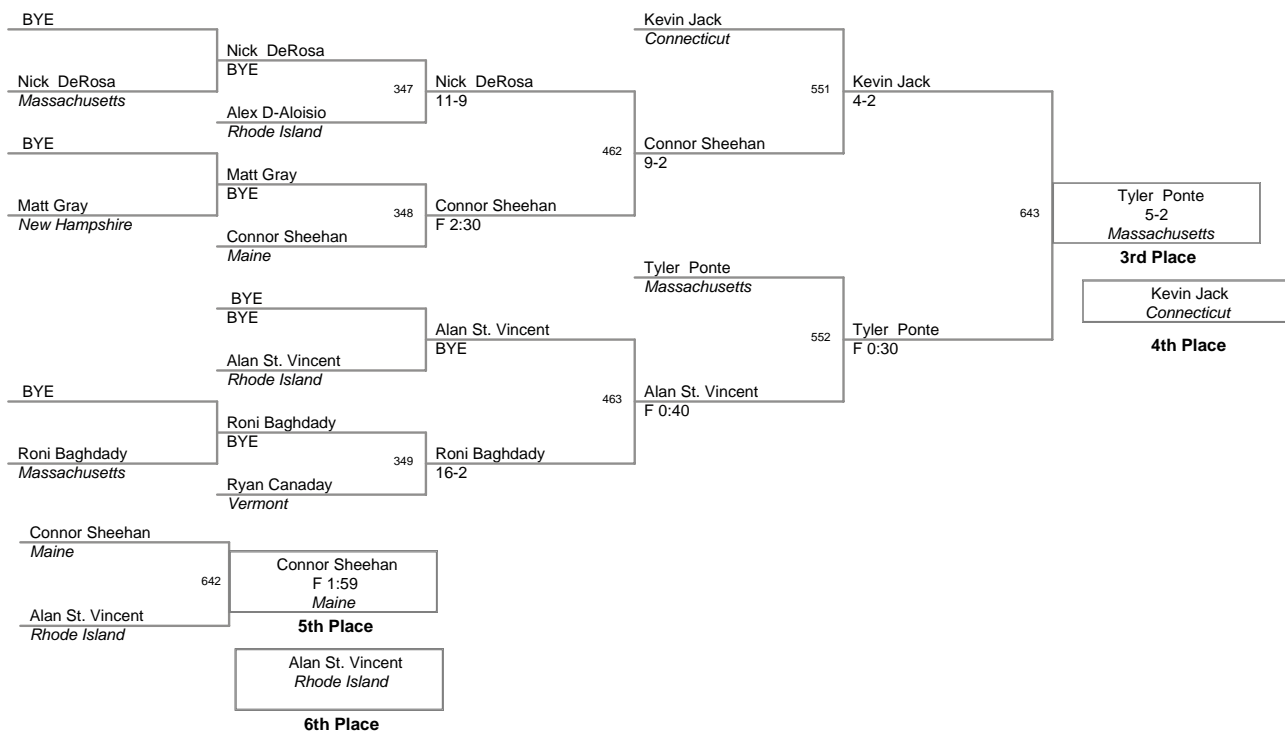 BYE
Nick DeRosa
Massachusetts
BYE
Matt Gray
New Hampshire
BYE
Roni Baghdady
Massachusetts
Nick DeRosa
BYE
347
Alex D-Aloisio
Rhode Island
Matt Gray
BYE
348
Connor Sheehan
Maine
BYE
BYE
Alan St. Vincent
Rhode Island
Roni Baghdady
BYE
349
Ryan Canaday
Vermont
Nick DeRosa
11-9
462
Connor Sheehan
F 2:30
Alan St. Vincent
BYE
463
Roni Baghdady
16-2
Kevin Jack
Connecticut
551
Connor Sheehan
9-2
Tyler Ponte
Massachusetts
552
Alan St. Vincent
F 0:40
Kevin Jack
4-2
643
Tyler Ponte
F 0:30
Tyler Ponte
5-2
Massachusetts
3rd Place
Kevin Jack
Connecticut
4th Place
Connor Sheehan
Maine
642
Alan St. Vincent
Rhode Island
Connor Sheehan
F 1:59
Maine
5th Place
Alan St. Vincent
Rhode Island
6th Place